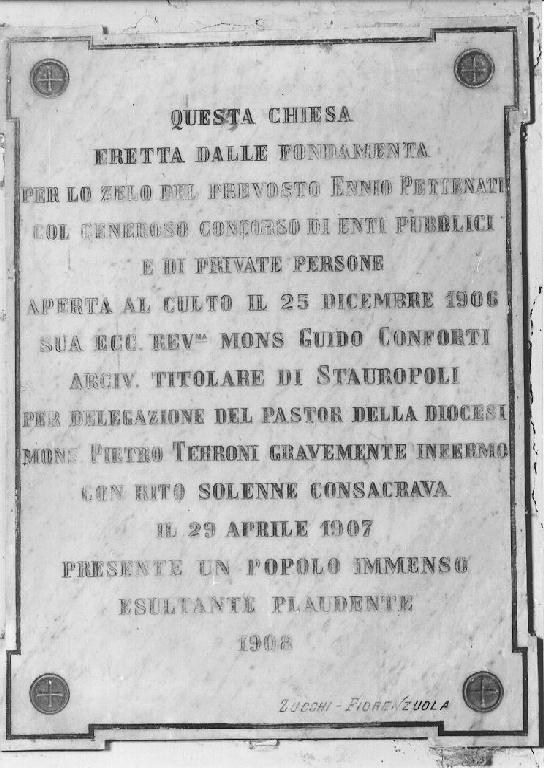 QUESTA CHIESA
ERETTA DALLE FONDAMENTA
PER LO ZELO DEL PREVOSTO ENNIO PETTENATI
COL GENEROSO CONCORSO DI ENTI PUBBLICI
E DI PRIVATE PERSONE
APERTA AL CULTO IL 25 DICEMBRE 1906
SUA ECC. REVMA MONS GUIDO CONFORTI
ARCIV. TITOLARE DI STAUROPOLI
PER DELEGAZIONE DEL PASTOR DELLA DIOCESI
MONS PIETRO TEHRONI GRAVEMENTE INFERMO
CON RITO SOLENNE CONSACRAVA
IL 29 APRILE 1907
PRESENTE UN POPOLO IMMENSO
ESULTANTE PLAUDENTE
1908
ZUCCHI - FIORENZUOLA